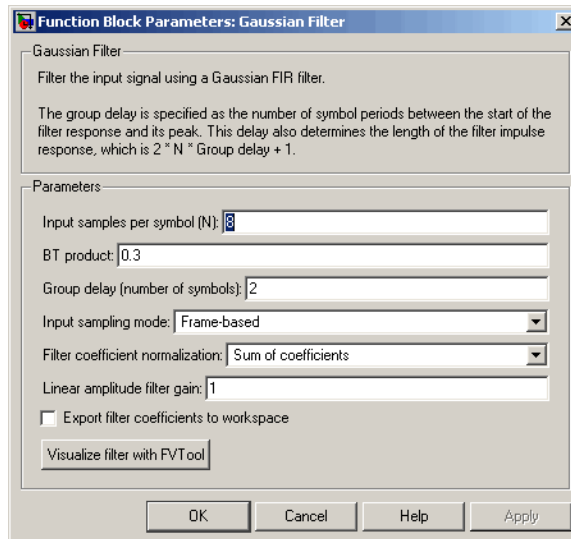 Function Block Parameters: Gaussian Filter
Gaussian Filter
Filter the input signal using a Gaussian FIR filter.
The group delay is specified as the number of symbol periods between the start of the
filter response and its peak. This delay also determines the length of the filter impulse
response, which is 2 * N * Group delay + 1.
Parameters
Input samples per symbol (N): 8
BT product: 0.3
Group delay (number of symbols): 2
Input sampling mode: Frame-based
Filter coefficient normalization: Sum of coefficients
Linear amplitude filter gain: 1
Export filter coefficients to workspace
Visualize filter with FVTool
OK Cancel Help Apply